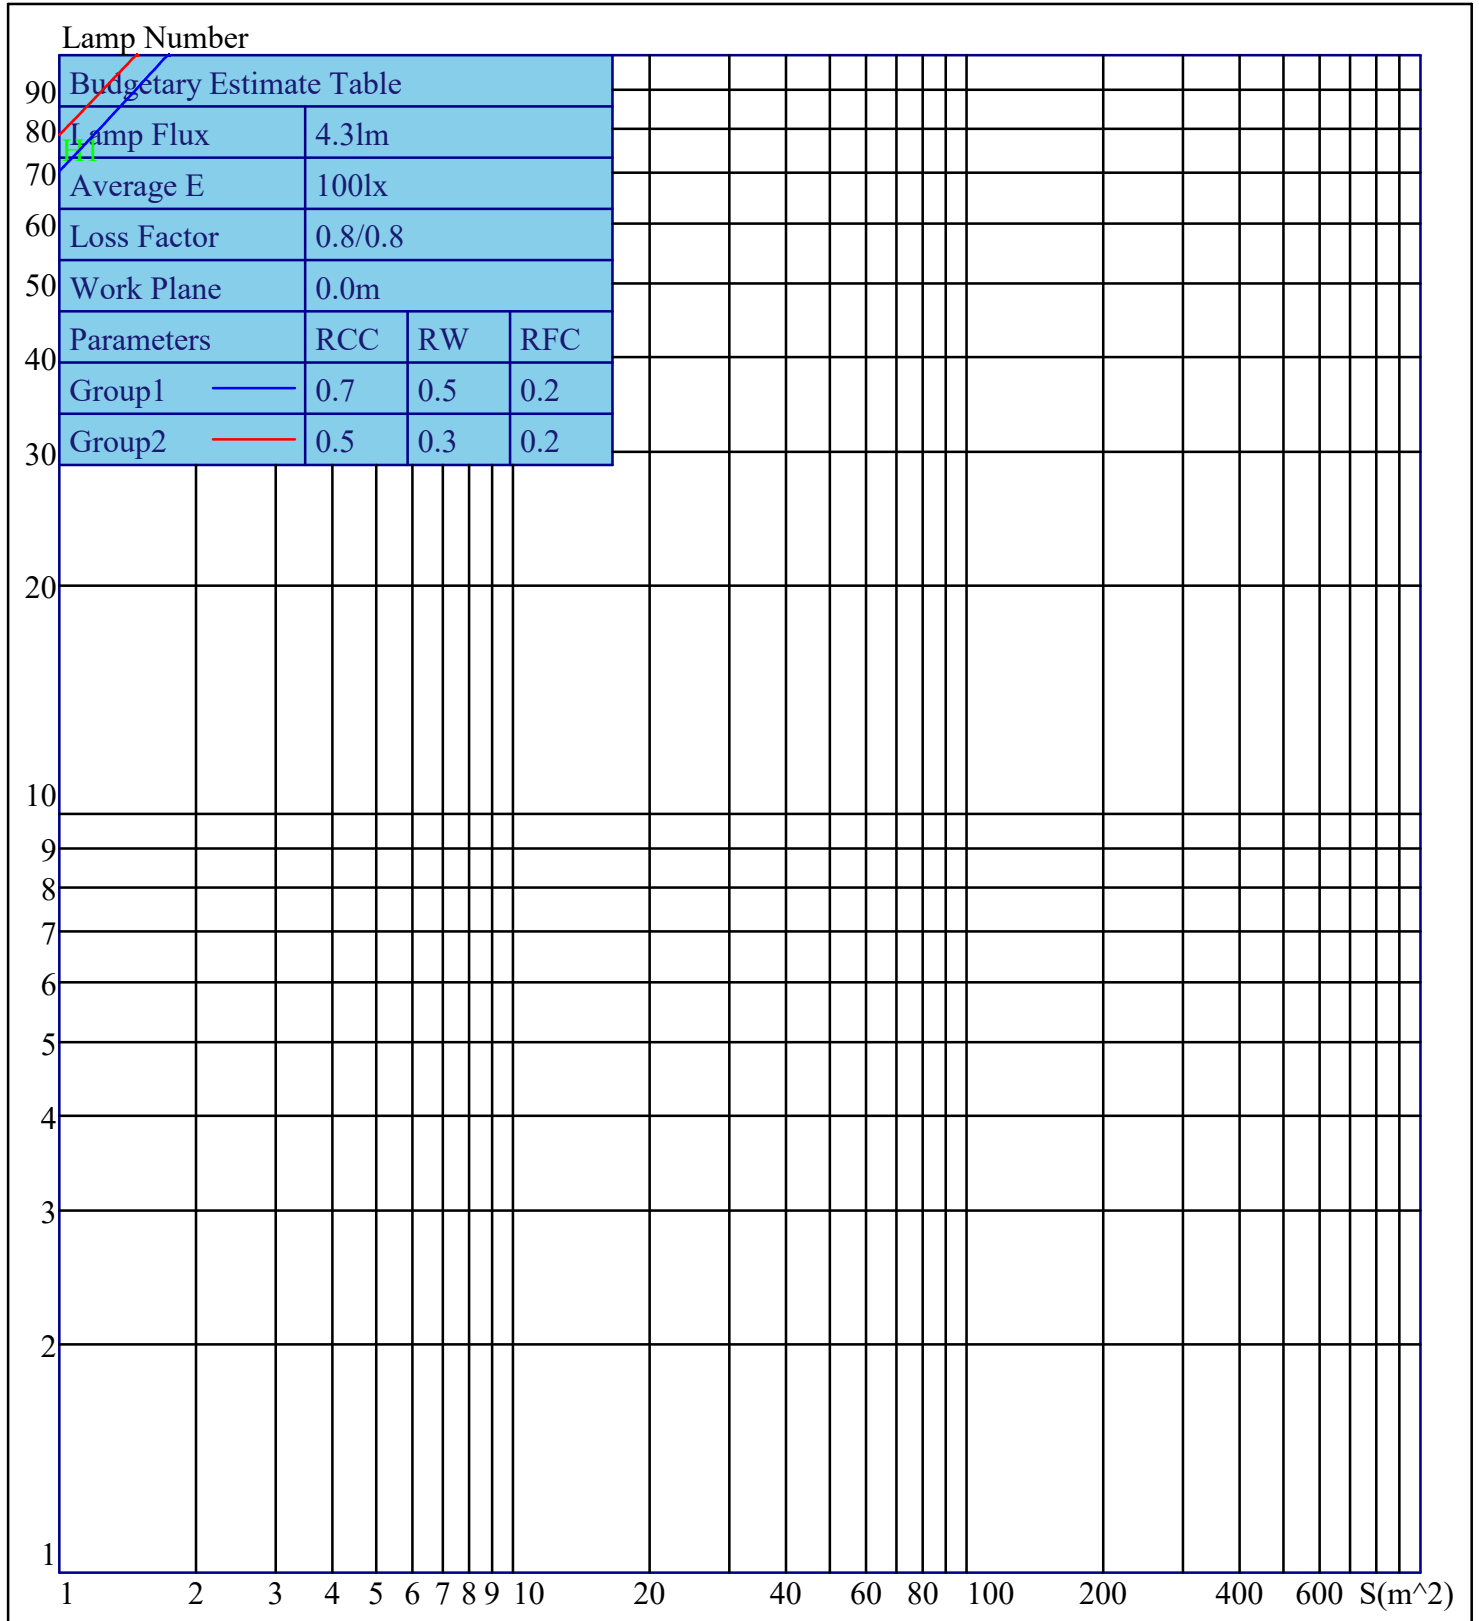 Lamp Number
Budgetary Estimate Table
Lamp Flux 4.3lm
Average E 100lx
Loss Factor 0.8/0.8
Work Plane 0.0m
Parameters RCC RW RFC
Group1 0.7 0.5 0.2
Group2 0.5 0.3 0.2
H1
90
80
70
60
50
40
30
20
10
9
8
7
6
5
4
3
2
1
1 2 3 4 5 6 7 8 9 10 20 40 60 80 100 200 400 600 S(m^2)